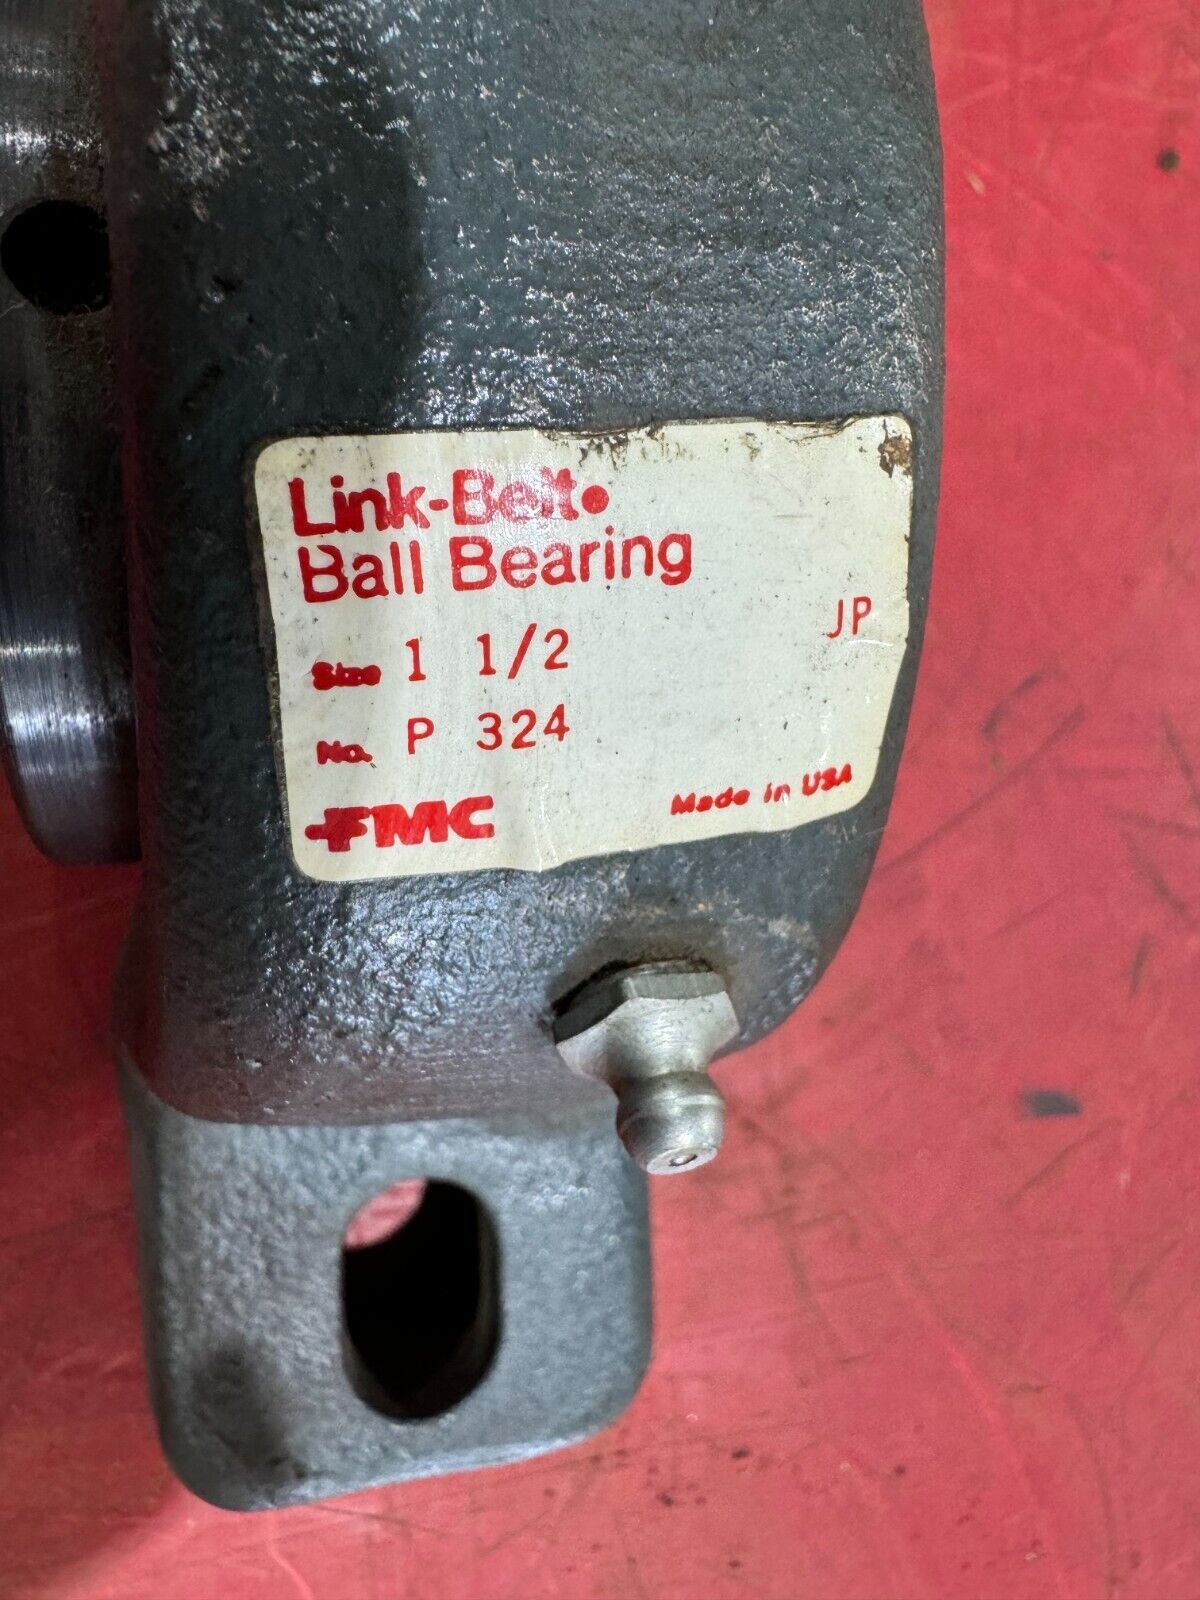 Link-Belt
Ball Bearing
Size 1 1/2 JP
No. P 324
FMC Made in USA